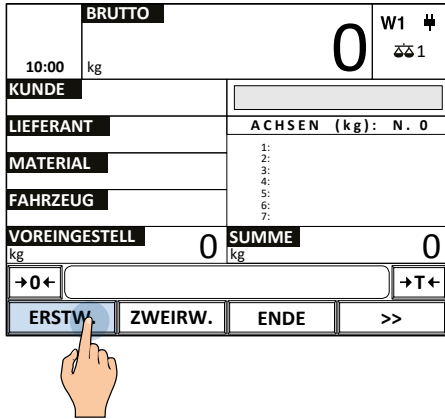 BRUTTO
W1
0
1
10:00
kg
KUNDE
LIEFERANT
ACHSEN (kg): N. 0
1:
2:
3:
4:
5:
6:
7:
MATERIAL
FAHRZEUG
VOREINGESTELL
kg
0
SUMME
kg
0
→0←
→T←
ERSTW. ZWEIRW. ENDE >>